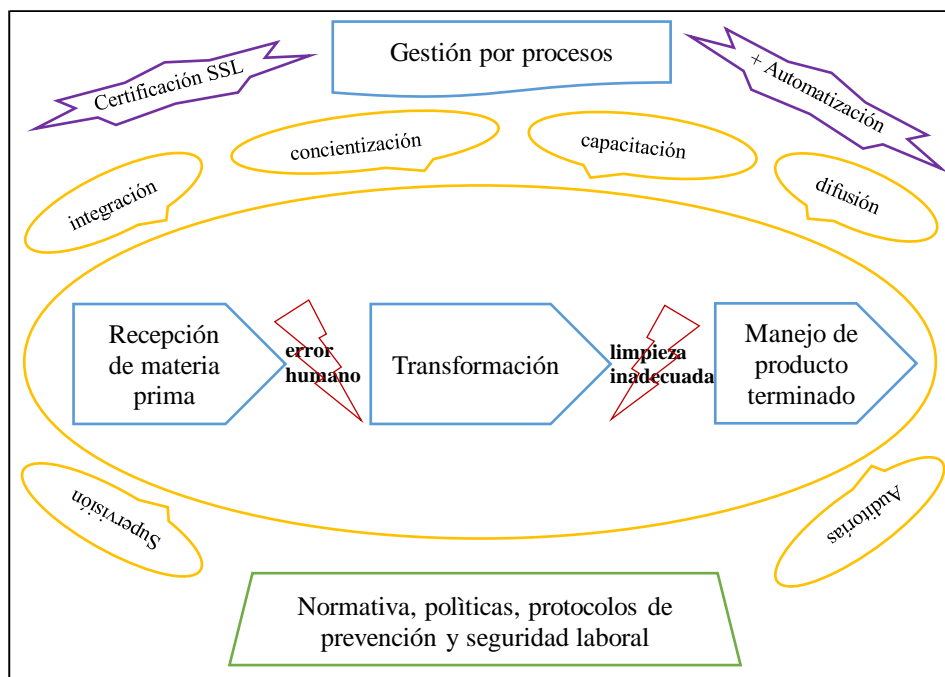 Gestión por procesos
Certificación SSL
+ Automatización
concientización
capacitación
integración
difusión
Recepción
de materia
prima
error
humano
Transformación
limpieza
inadecuada
Manejo de
producto
terminado
Supervisión
Auditorías
Normativa, polìticas, protocolos de
prevención y seguridad laboral